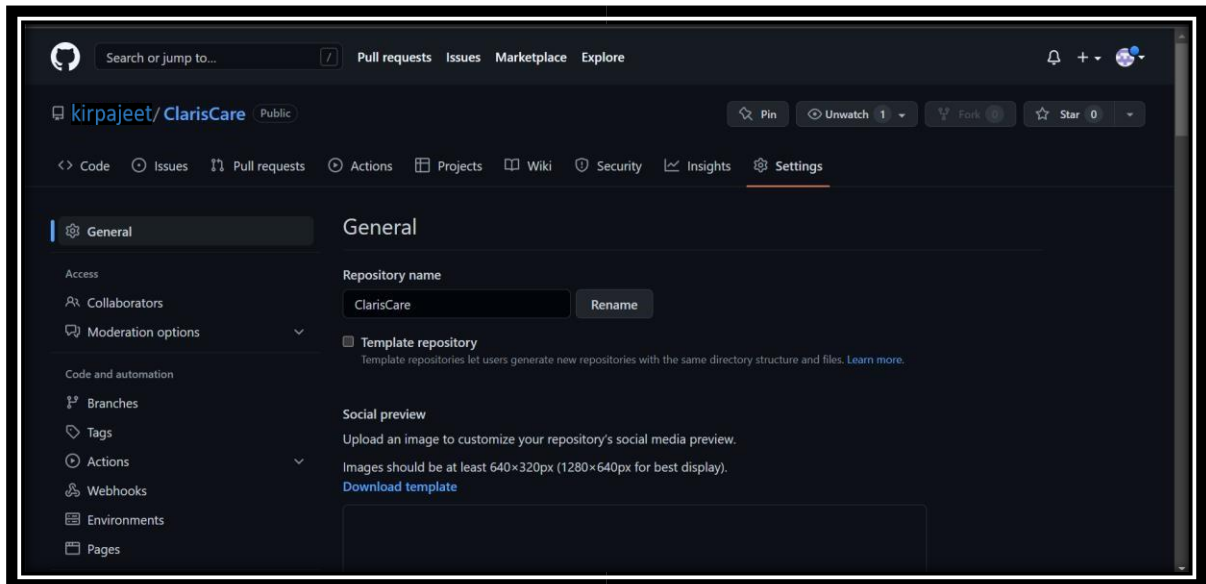 Search or jump to... / Pull requests Issues Marketplace Explore
kirpajeet/ClarisCare Public Pin Unwatch 1 Fork 0 Star 0
Code Issues Pull requests Actions Projects Wiki Security Insights Settings
General
General
Access
Collaborators
Moderation options
Code and automation
Branches
Tags
Actions
Webhooks
Environments
Pages
Repository name
ClarisCare Rename
Template repository
Template repositories let users generate new repositories with the same directory structure and files. Learn more.
Social preview
Upload an image to customize your repository's social media preview.
Images should be at least 640×320px (1280×640px for best display).
Download template